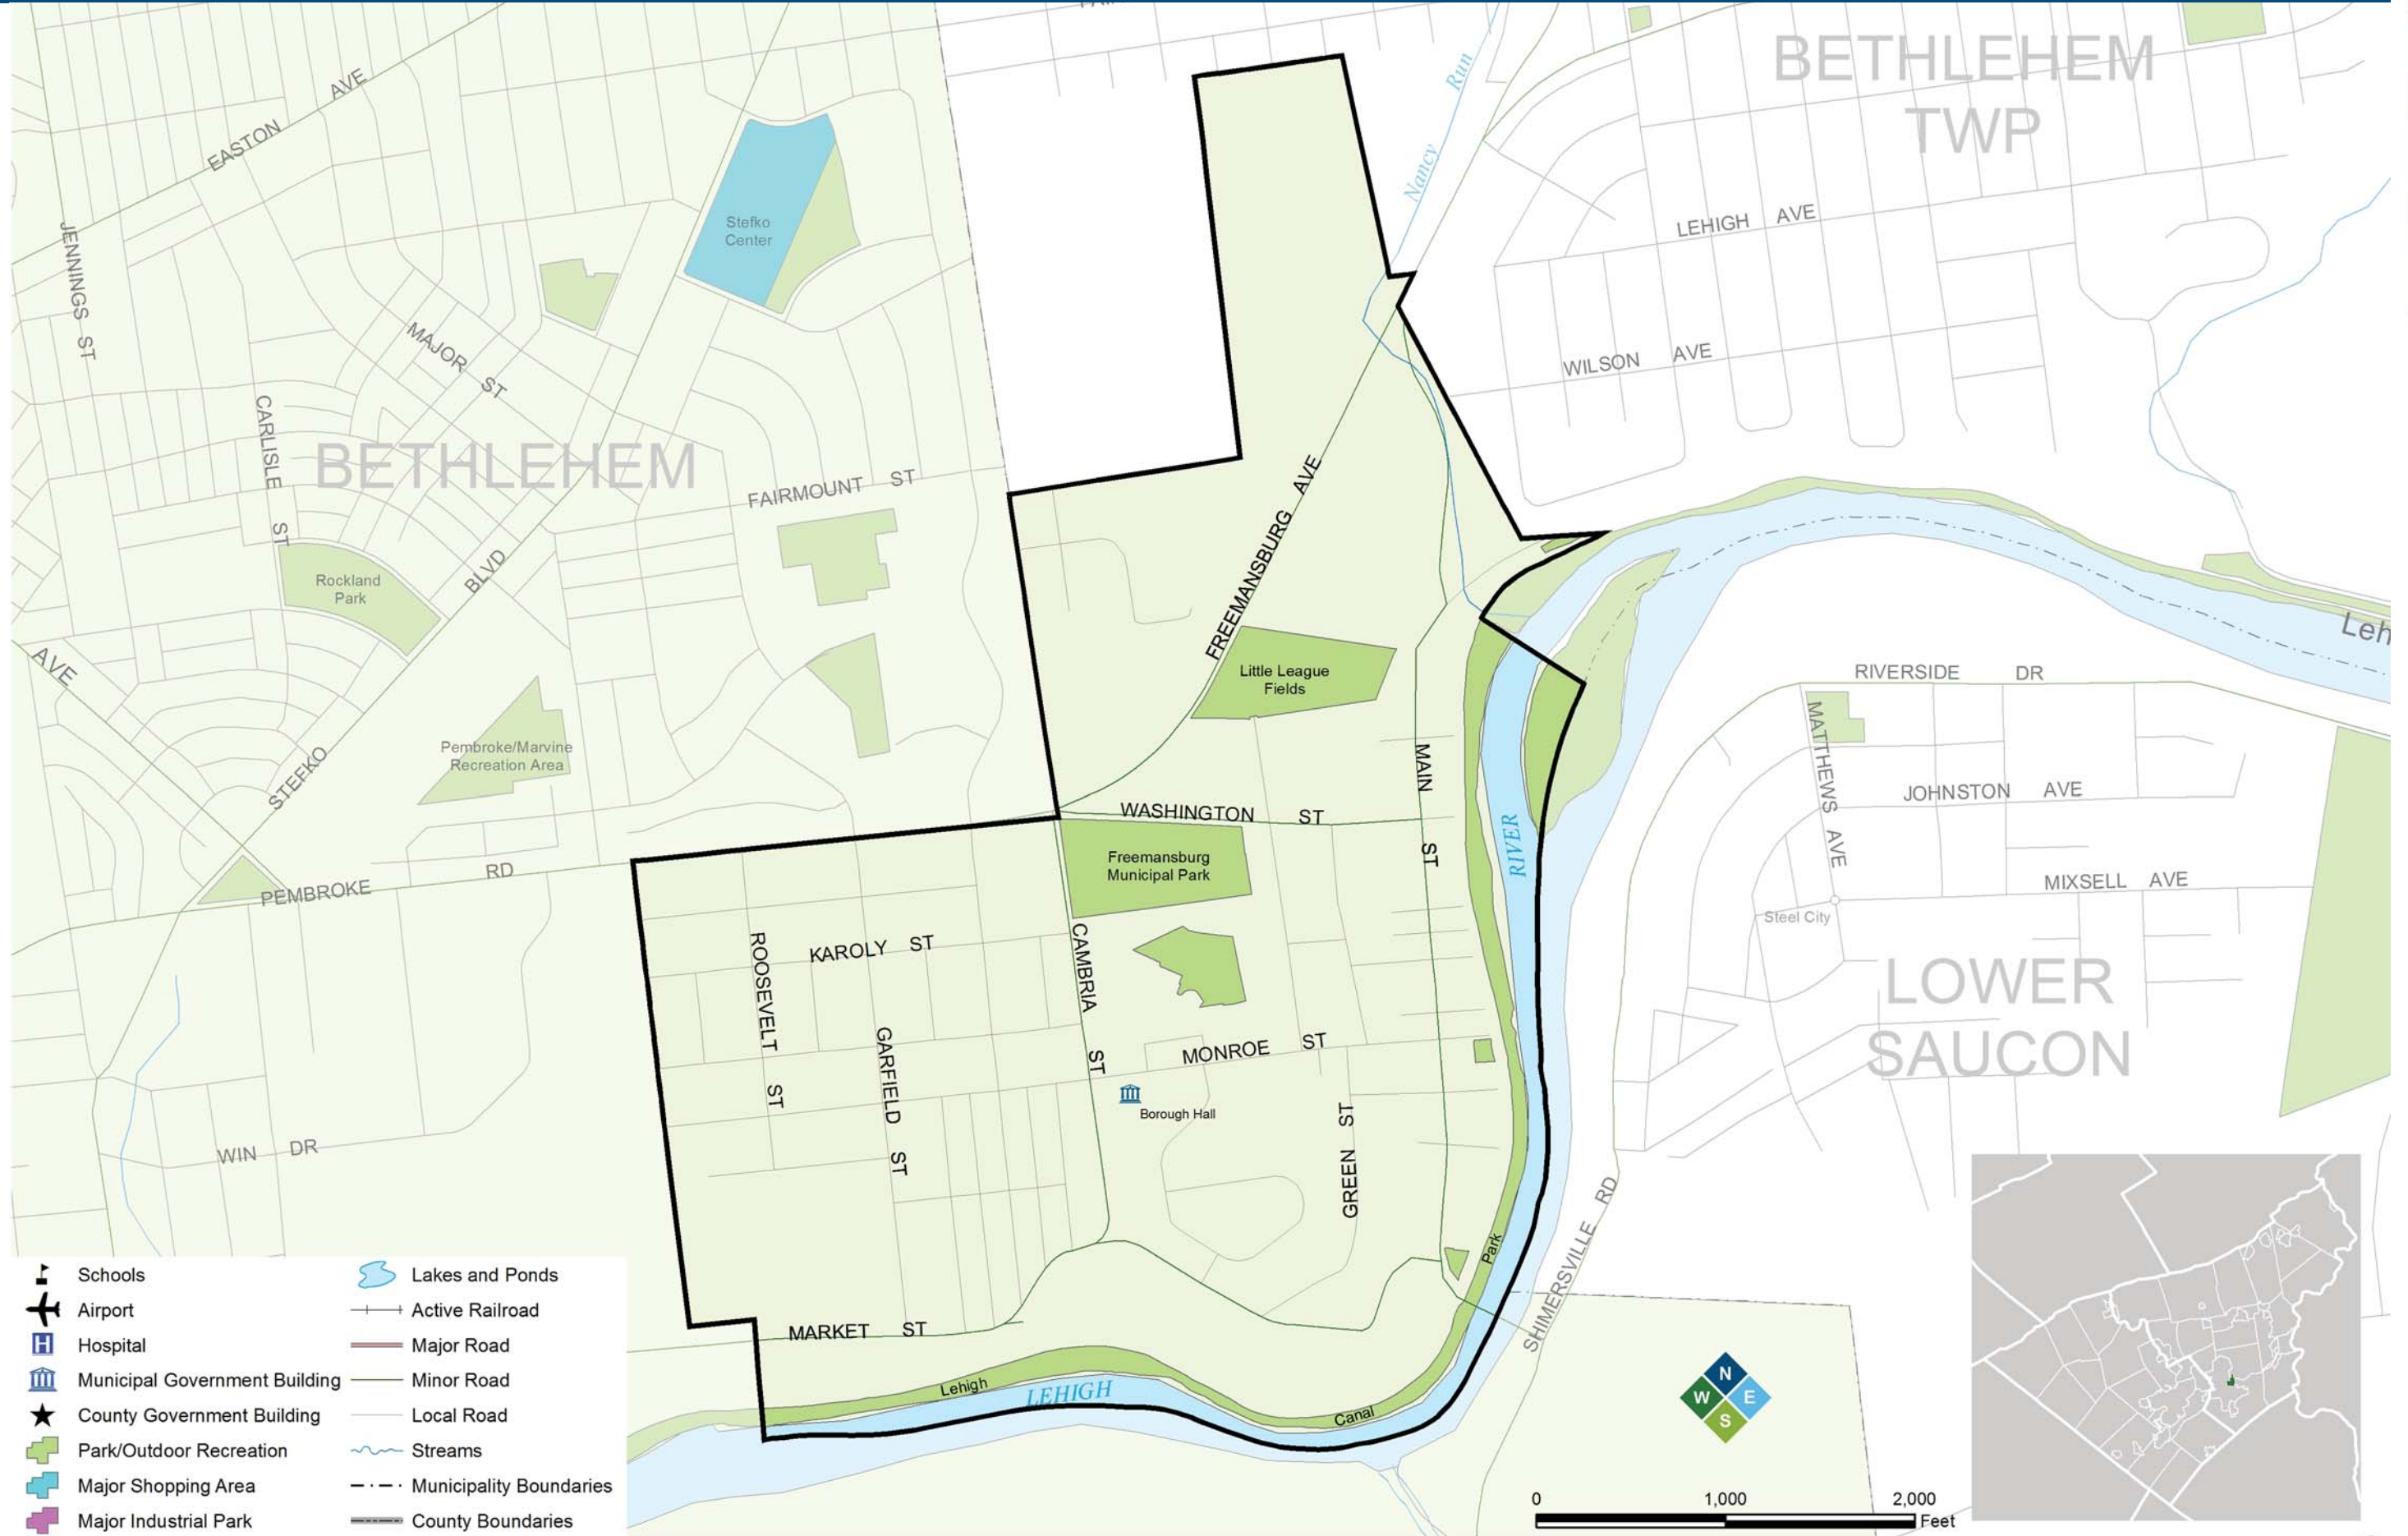 BETHLEHEM
TWP
EASTON AVE
Nancy Run
Stefko
Center
LEHIGH AVE
JENNINGS ST
MAJOR ST
WILSON AVE
CARLISLE ST
BETHLEHEM
FAIRMOUNT ST
FREEMANSBURG AVE
Rockland
Park
STEFKO BLVD
Leh
AVE
Little League
Fields
RIVERSIDE DR
Pembroke/Marvine
Recreation Area
MAIN ST
MATTHEWS AVE
JOHNSTON AVE
WASHINGTON ST
RIVER
Freemansburg
Municipal Park
PEMBROKE RD
MIXSELL AVE
Steel City
ROOSEVELT ST
KAROLY ST
CAMBRIA ST
LOWER
SAUCON
GARFIELD ST
MONROE ST
Borough Hall
GREEN ST
WIN DR
SHIMERSVILLE RD
MARKET ST
Lehigh
LEHIGH
Canal
Park
Schools
Airport
Hospital
Municipal Government Building
County Government Building
Park/Outdoor Recreation
Major Shopping Area
Major Industrial Park
Lakes and Ponds
Active Railroad
Major Road
Minor Road
Local Road
Streams
Municipality Boundaries
County Boundaries
N
W E
S
0 1,000 2,000
Feet